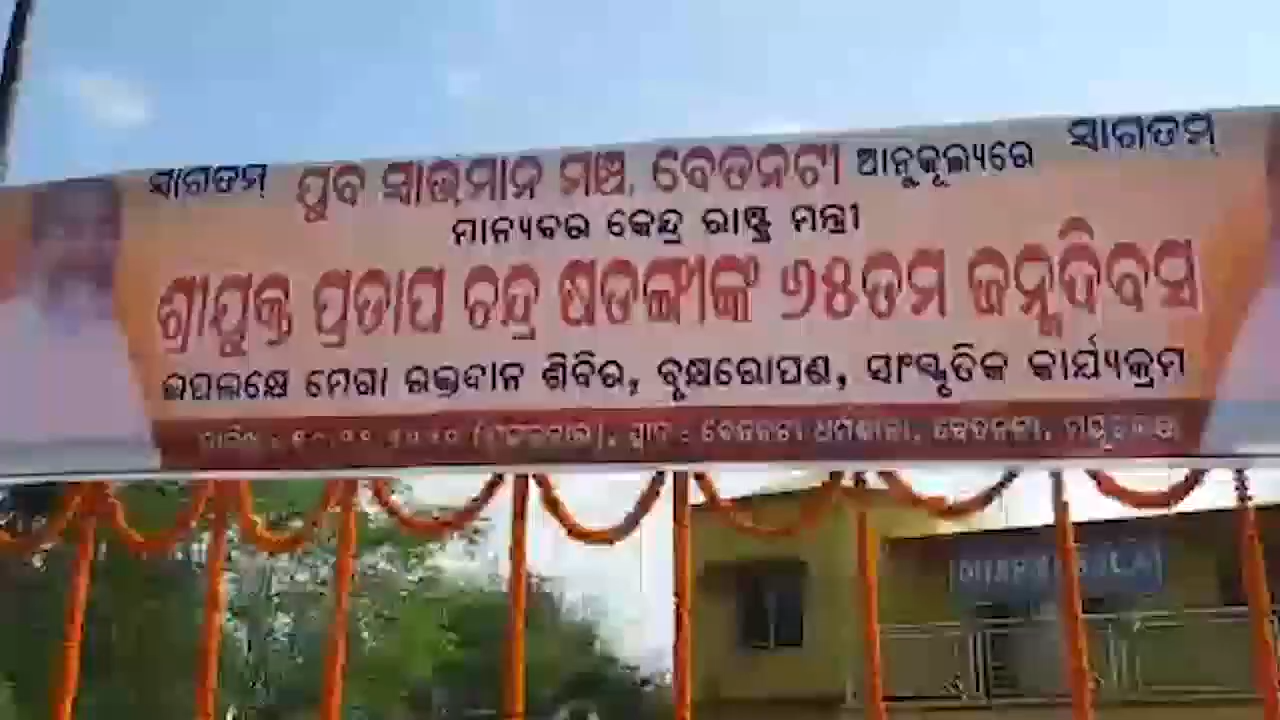 ସ୍ୱାଗତମ୍ ଯୁବ ସ୍ୱାଭିମାନ ମଞ୍ଚ, ବେତନଟୀ ଆନୁକୂଲ୍ୟରେ ସ୍ୱାଗତମ୍
ମାନ୍ୟବର କେନ୍ଦ୍ର ରାଷ୍ଟ୍ର ମନ୍ତ୍ରୀ
ଶ୍ରୀଯୁକ୍ତ ପ୍ରତାପ ଚନ୍ଦ୍ର ଷଡଙ୍ଗୀଙ୍କ ୬୫ତମ ଜନ୍ମଦିବସ
ଉପଲକ୍ଷେ ମେଗା ରକ୍ତଦାନ ଶିବିର, ବୃକ୍ଷରୋପଣ, ସାଂସ୍କୃତିକ କାର୍ଯ୍ୟକ୍ରମ
ସ୍ଥାନ : ବେତନଟୀ ଧର୍ମଶାଳା, ବେତନଟୀ, ମୟୂରଭଞ୍ଜ